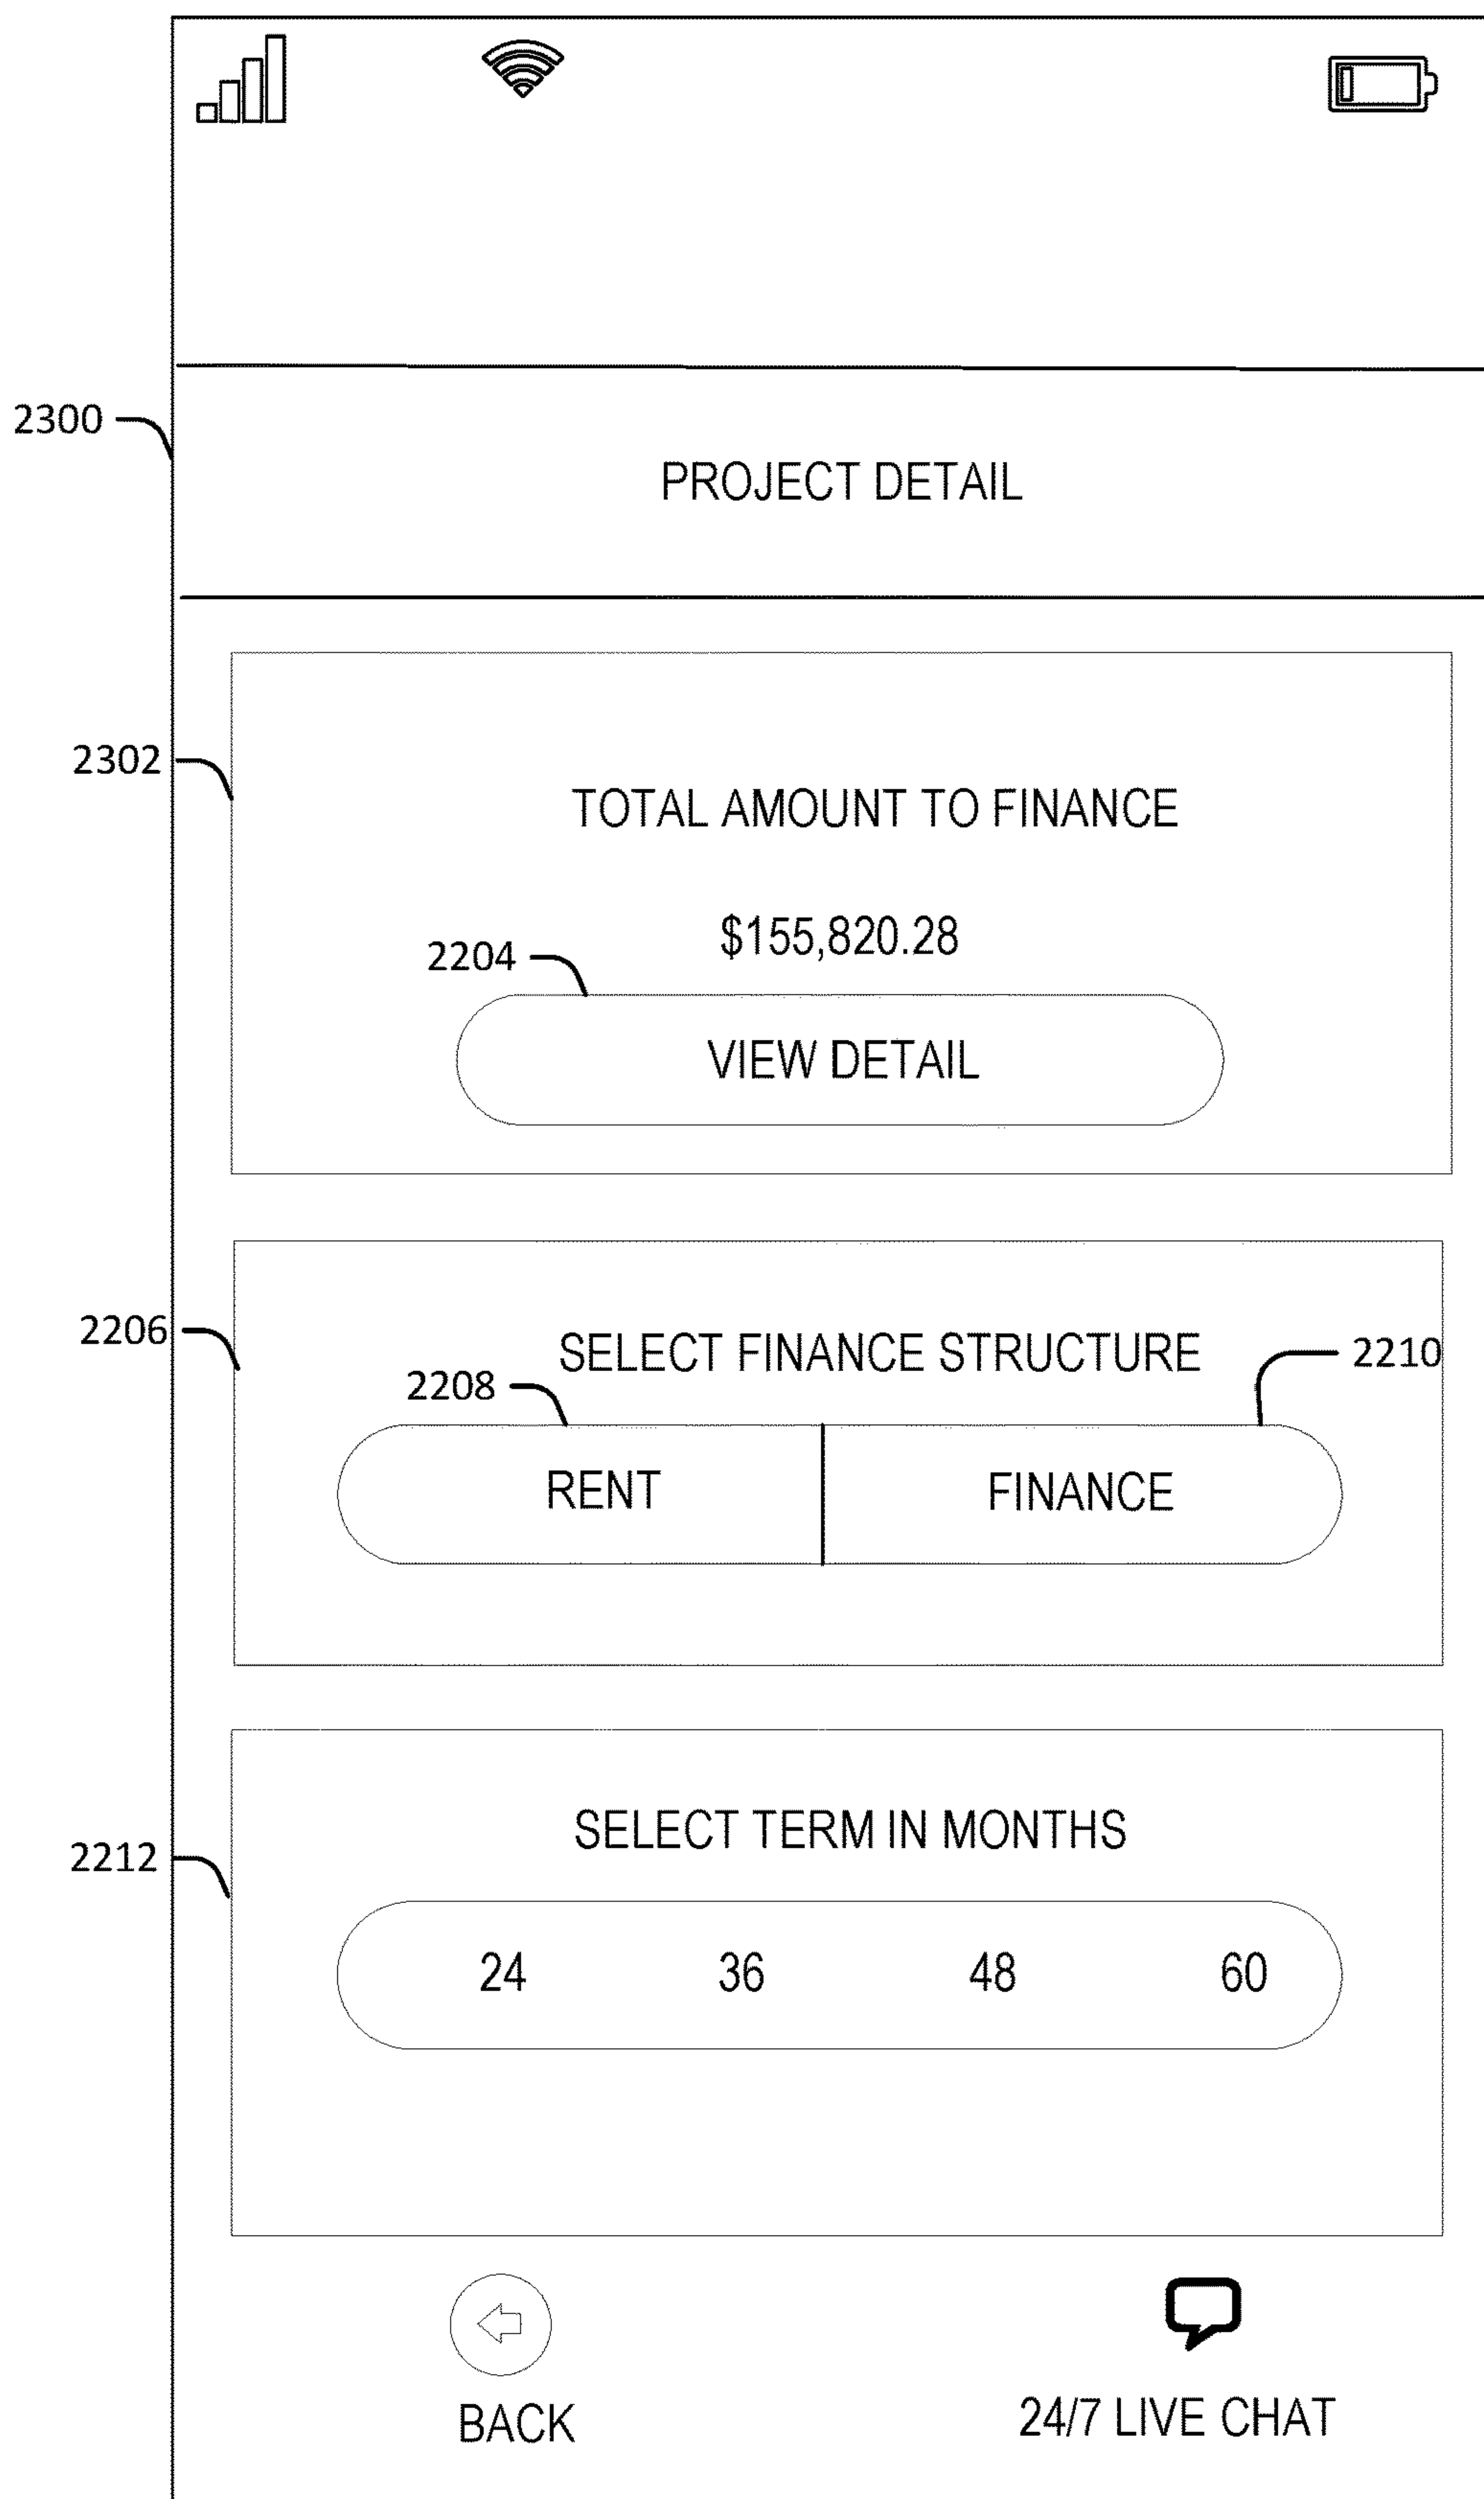 2300
PROJECT DETAIL
2302
TOTAL AMOUNT TO FINANCE
$155,820.28
2204
VIEW DETAIL
2206
SELECT FINANCE STRUCTURE
2210
2208
RENT
FINANCE
SELECT TERM IN MONTHS
2212
24 36 48 60
BACK
24/7 LIVE CHAT